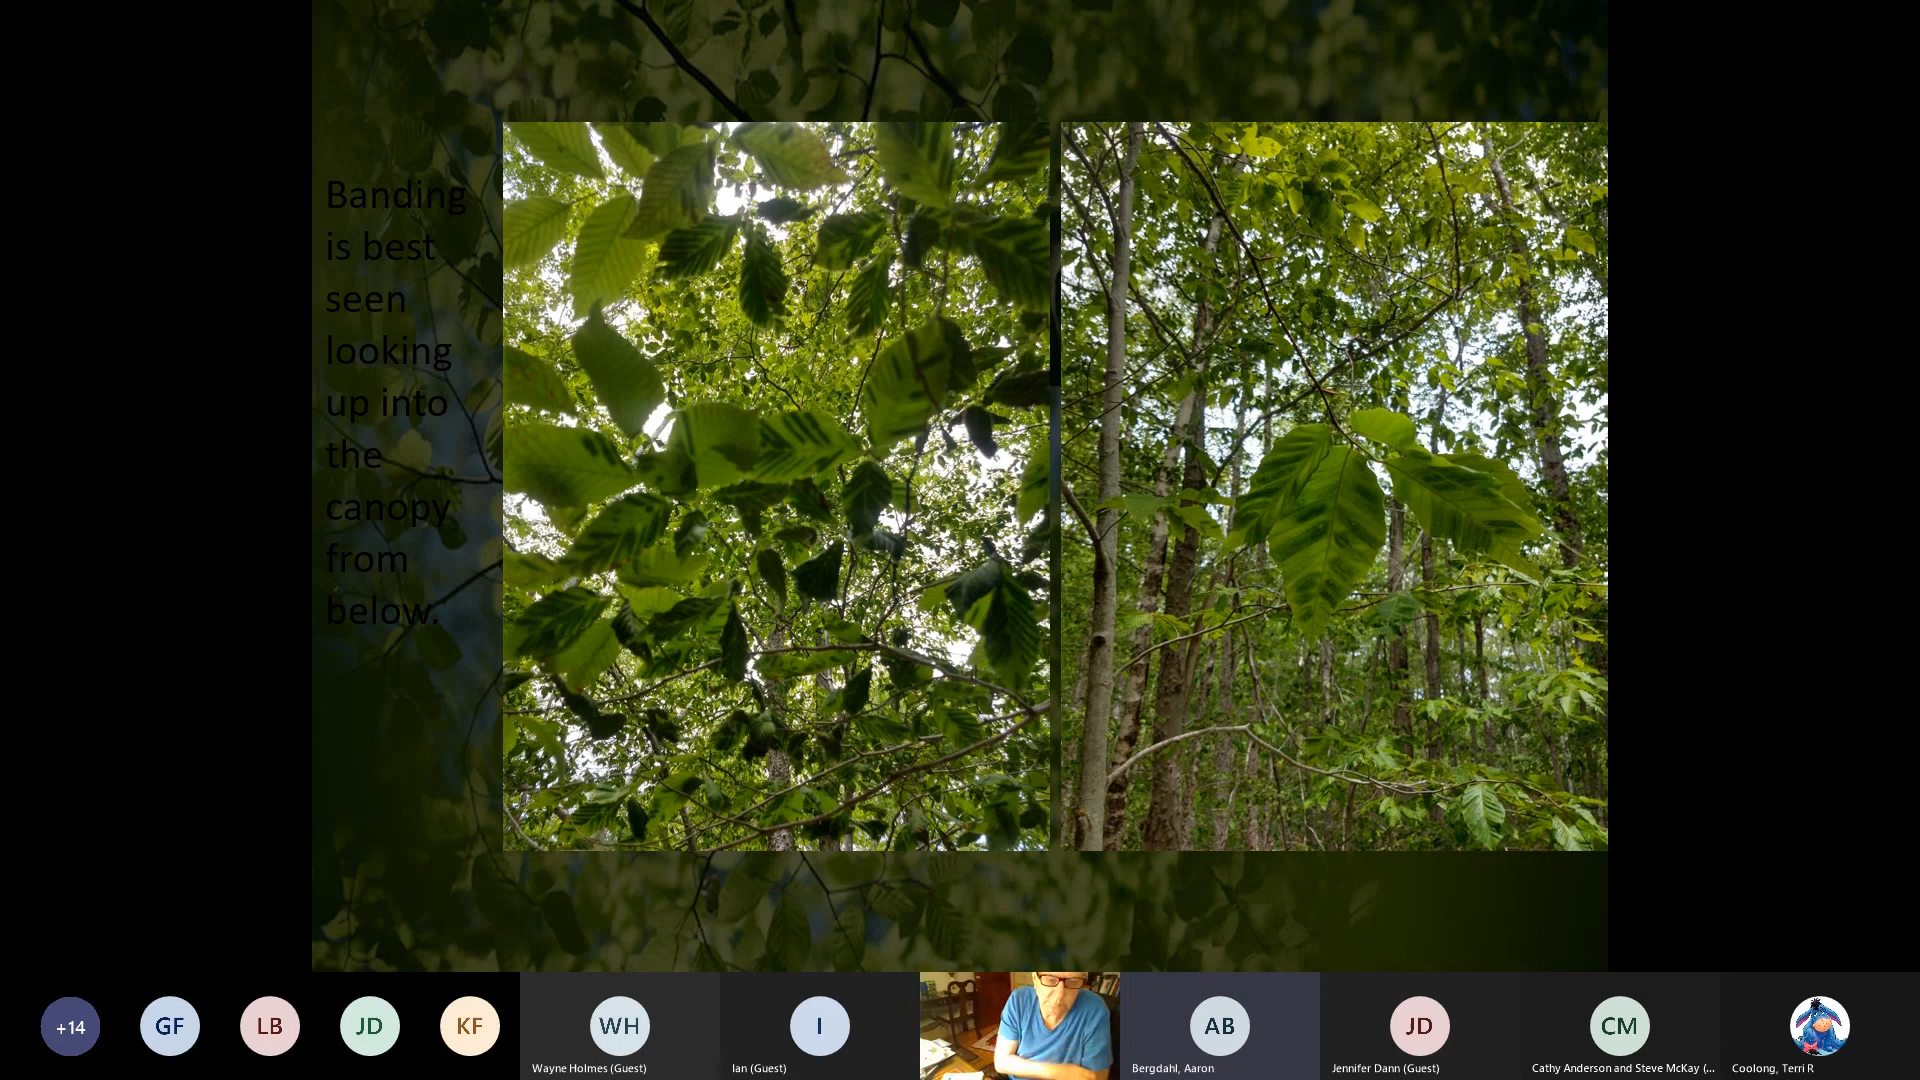 Banding
is best
seen
looking
up into
the
canopy
from
below.
+14
GF
LB
JD
KF
WH
I
AB
JD
CM
Wayne Holmes (Guest)
Ian (Guest)
Bergdahl, Aaron
Jennifer Dann (Guest)
Cathy Anderson and Steve McKay (...
Coolong, Terri R